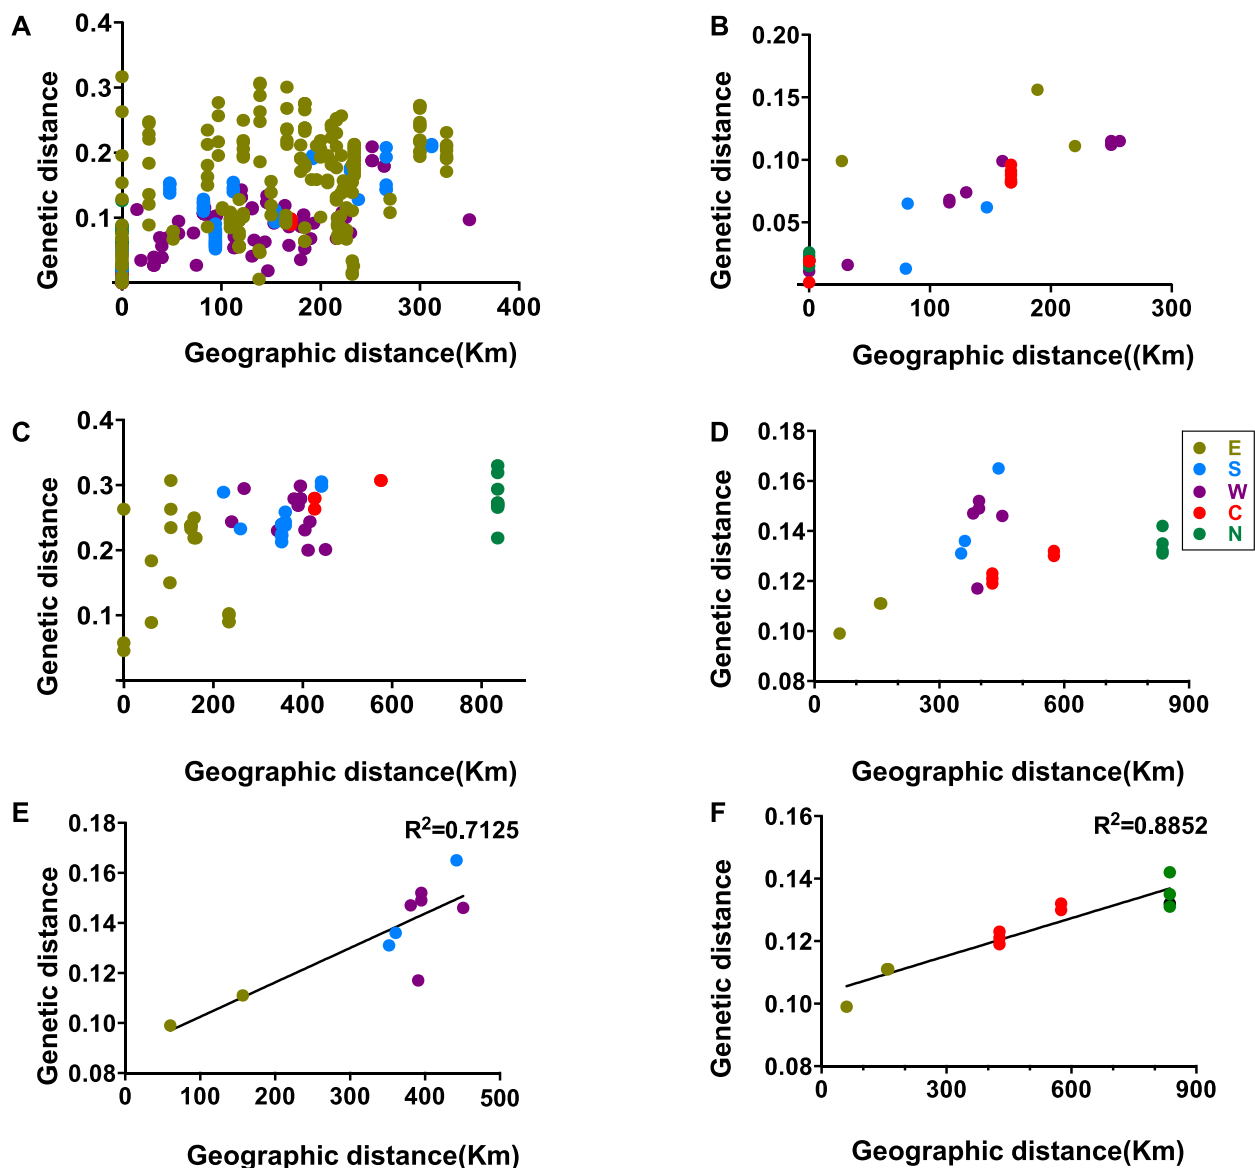 A
0.4
0.3
0.2
0.1
Genetic distance
0 100 200 300 400
Geographic distance(Km)
B
0.20
0.15
0.10
0.05
Genetic distance
0 100 200 300
Geographic distance((Km)
C
0.4
0.3
0.2
0.1
Genetic distance
0 200 400 600 800
Geographic distance(Km)
D
0.18
0.16
0.14
0.12
0.10
0.08
Genetic distance
0 300 600 900
Geographic distance(Km)
E
S
W
C
N
E
0.18
0.16
0.14
0.12
0.10
0.08
Genetic distance
R²=0.7125
0 100 200 300 400 500
Geographic distance(Km)
F
0.16
0.14
0.12
0.10
0.08
Genetic distance
R²=0.8852
0 300 600 900
Geographic distance(Km)